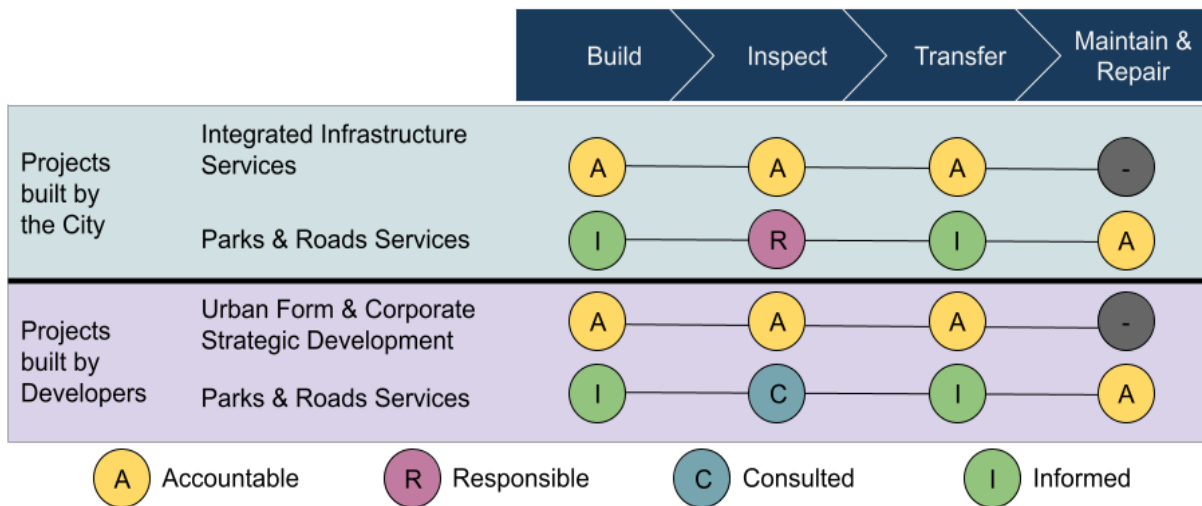 Build
Inspect
Transfer
Maintain &
Repair
Projects
built by
the City
Integrated Infrastructure
Services
A
A
A
-
Parks & Roads Services
I
R
I
A
Projects
built by
Developers
Urban Form & Corporate
Strategic Development
A
A
A
-
Parks & Roads Services
I
C
I
A
A Accountable
R Responsible
C Consulted
I Informed